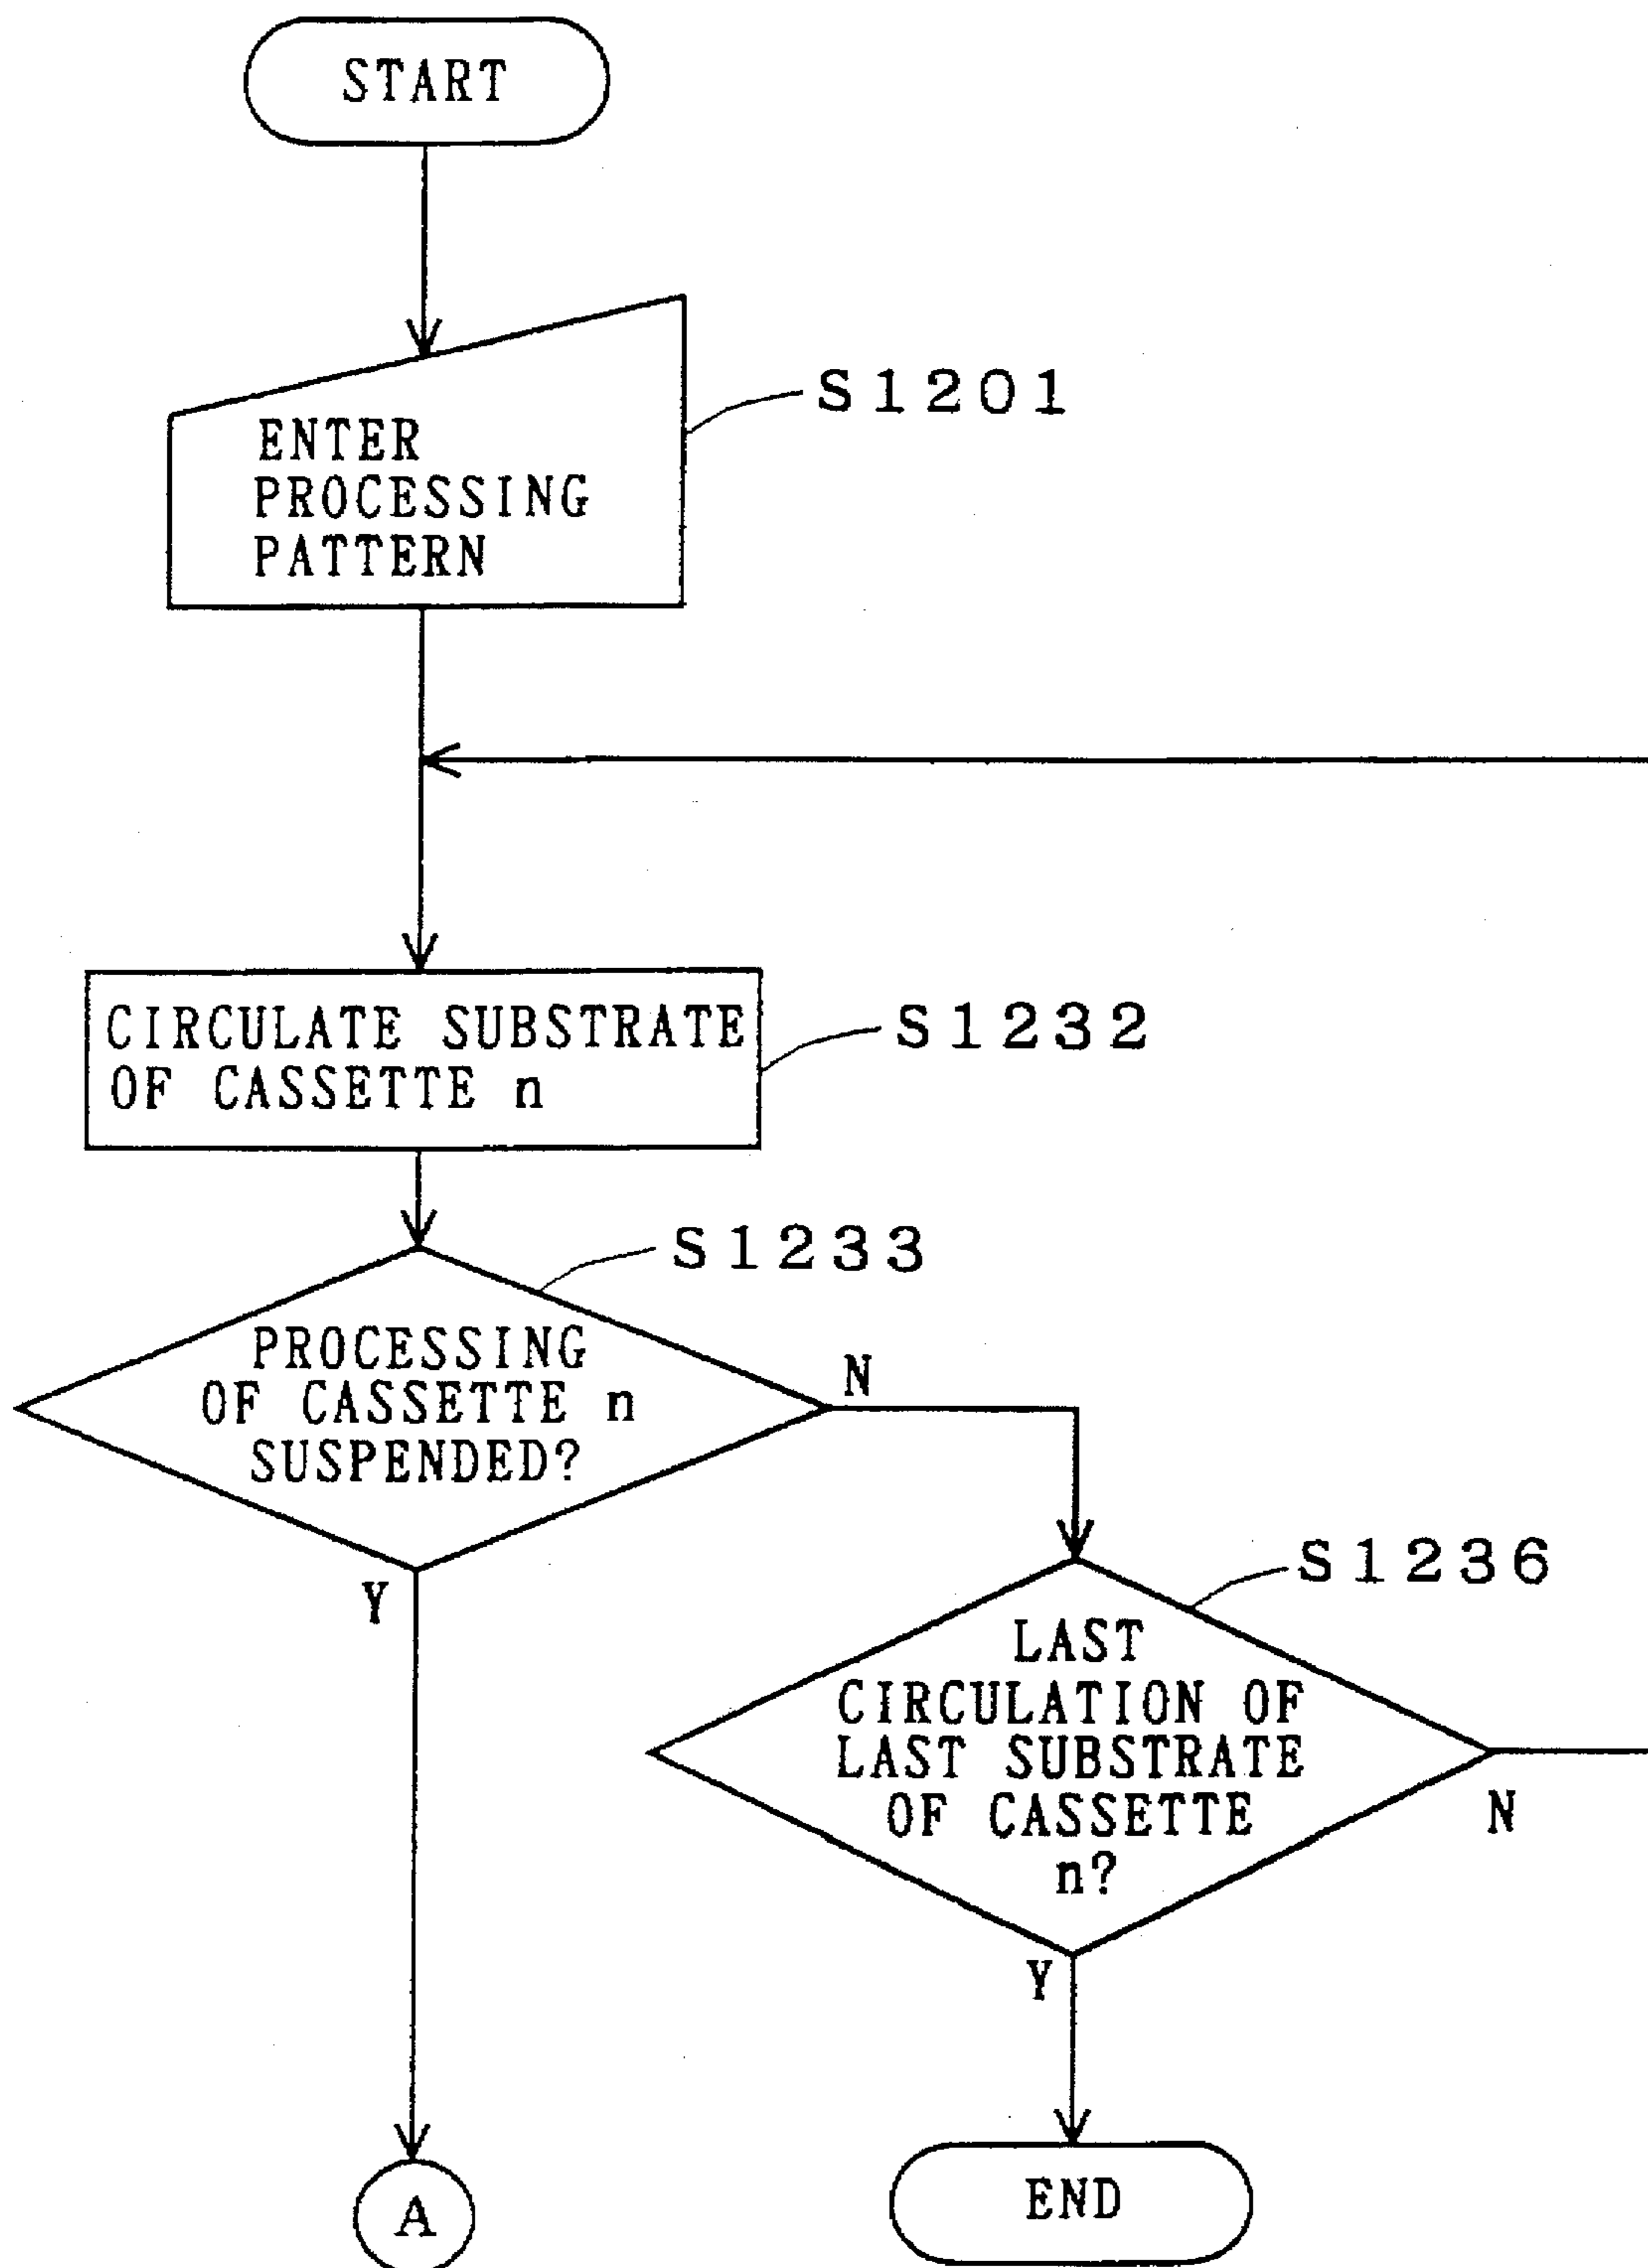 START
S1201
ENTER
PROCESSING
PATTERN
CIRCULATE SUBSTRATE
OF CASSETTE n
S1232
S1233
PROCESSING
OF CASSETTE n
SUSPENDED?
N
Y
S1236
LAST
CIRCULATION OF
LAST SUBSTRATE
OF CASSETTE
n?
N
Y
A
END